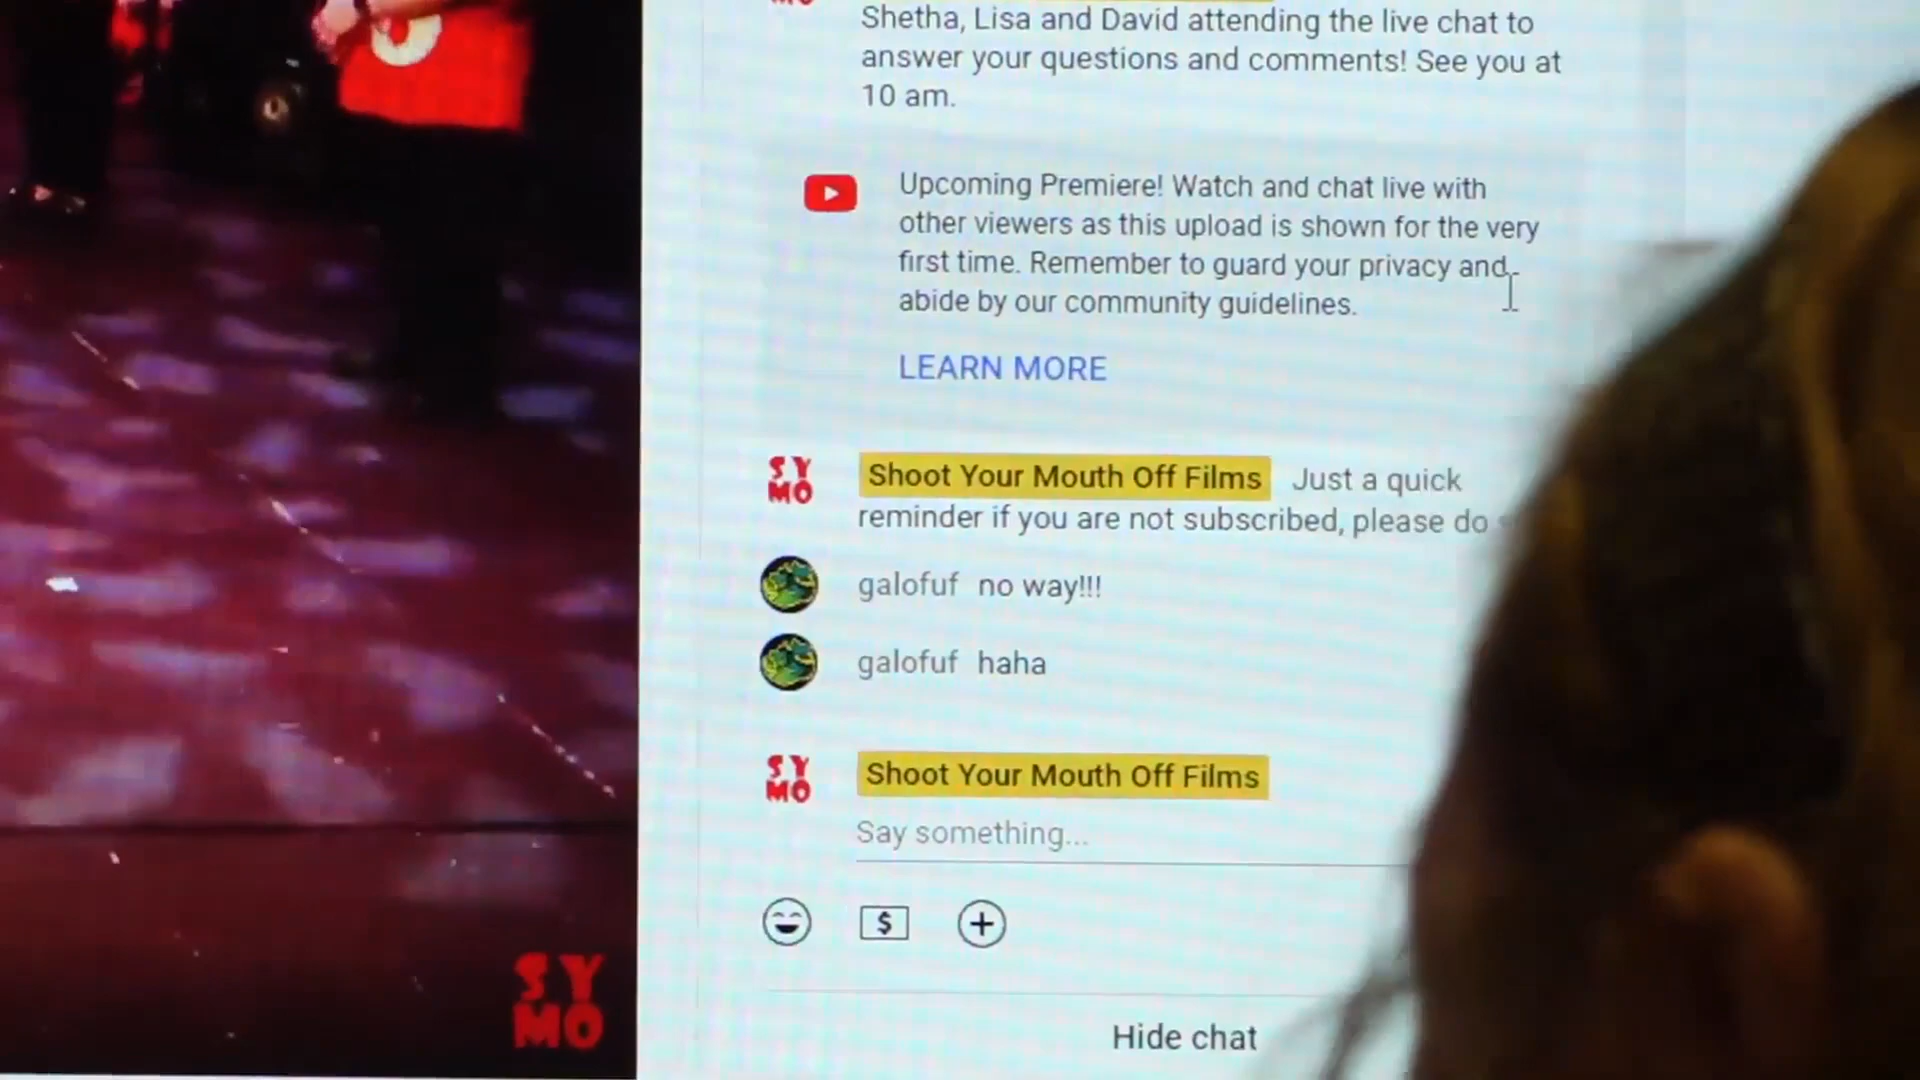 Shetha, Lisa and David attending the live chat to
answer your questions and comments! See you at
10 am.
Upcoming Premiere! Watch and chat live with
other viewers as this upload is shown for the very
first time. Remember to guard your privacy and
abide by our community guidelines.
LEARN MORE
SY
MO
Shoot Your Mouth Off Films Just a quick
reminder if you are not subscribed, please do
galofuf no way!!!
galofuf haha
SY
MO
Shoot Your Mouth Off Films
Say something...
$
Hide chat
SY
MO